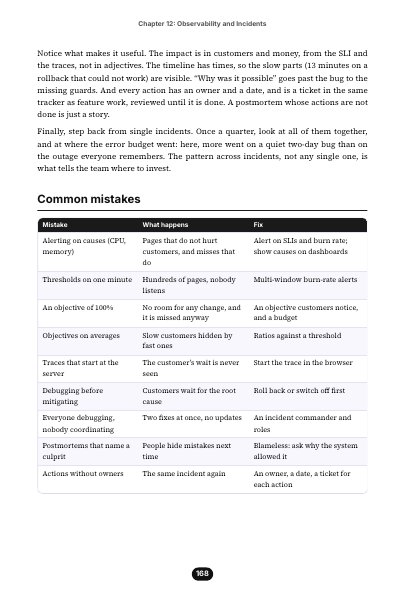 Chapter 12: Observability and Incidents
Notice what makes it useful. The impact is in customers and money, from the SLI and
the traces, not in adjectives. The timeline has times, so the slow parts (13 minutes on a
rollback that could not work) are visible. “Why was it possible” goes past the bug to the
missing guards. And every action has an owner and a date, and is a ticket in the same
tracker as feature work, reviewed until it is done. A postmortem whose actions are not
done is just a story.
Finally, step back from single incidents. Once a quarter, look at all of them together,
and at where the error budget went: here, more went on a quiet two-day bug than on
the outage everyone remembers. The pattern across incidents, not any single one, is
what tells the team where to invest.
Common mistakes
Mistake What happens Fix
Alerting on causes (CPU, Pages that do not hurt Alert on SLIs and burn rate;
memory) customers, and misses that show causes on dashboards
do
Thresholds on one minute Hundreds of pages, nobody Multi-window burn-rate alerts
listens
An objective of 100% No room for any change, and An objective customers notice,
it is missed anyway and a budget
Objectives on averages Slow customers hidden by Ratios against a threshold
fast ones
Traces that start at the The customer’s wait is never Start the trace in the browser
server seen
Debugging before Customers wait for the root Roll back or switch off first
mitigating cause
Everyone debugging, Two fixes at once, no updates An incident commander and
nobody coordinating roles
Postmortems that name a People hide mistakes next Blameless: ask why the system
culprit time allowed it
Actions without owners The same incident again An owner, a date, a ticket for
each action
168